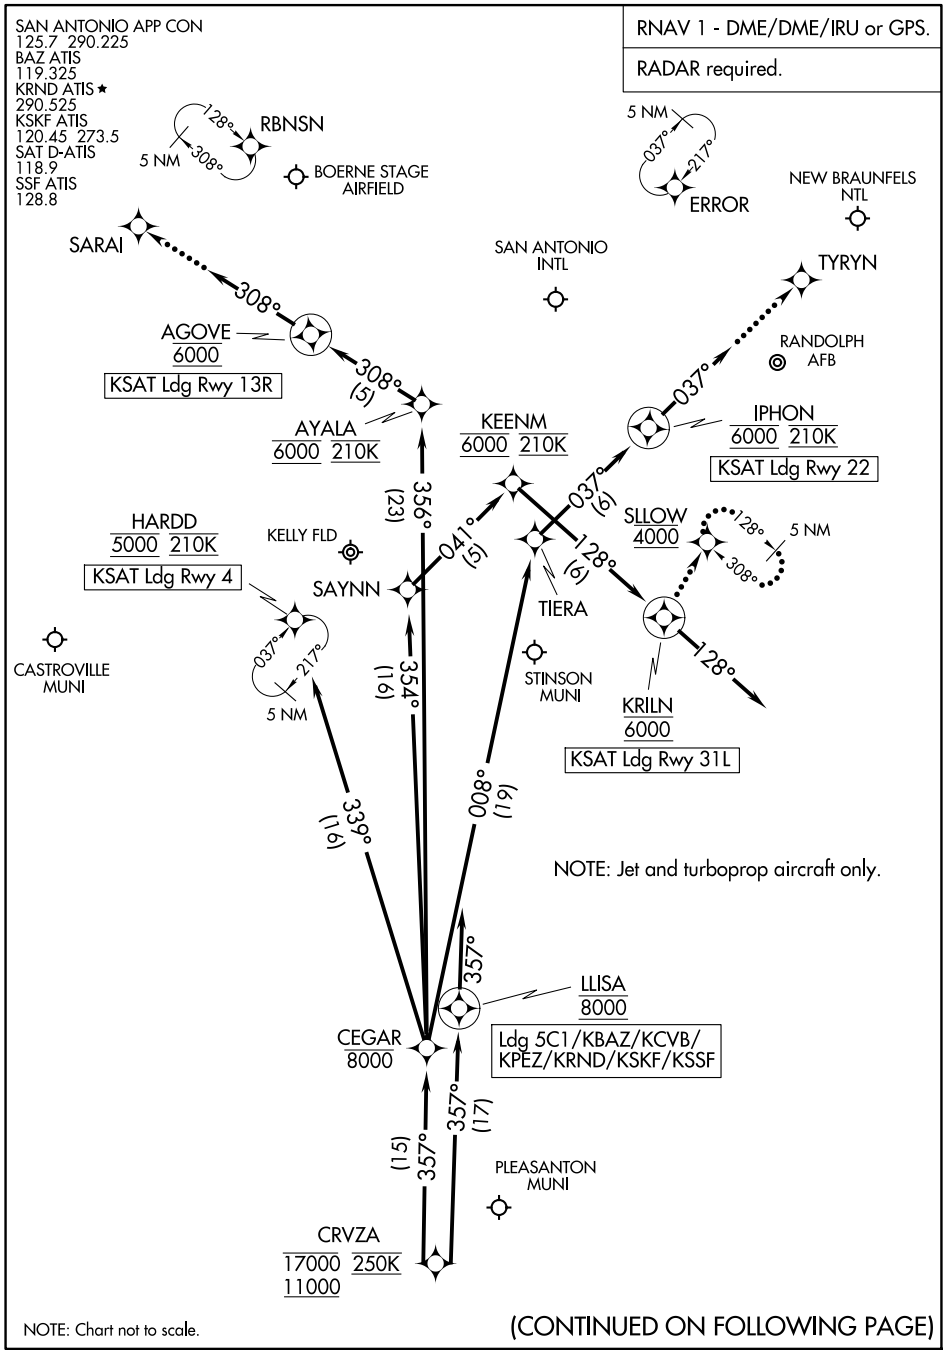 SAN ANTONIO APP CON
125.7 290.225
BAZ ATIS
119.325
KRND ATIS ★
290.525
KSKF ATIS
120.45 273.5
SAT D-ATIS
118.9
SSF ATIS
128.8
RNAV 1 - DME/DME/IRU or GPS.
RADAR required.
128°
308°
5 NM
RBNSN
BOERNE STAGE
AIRFIELD
5 NM
037°
217°
ERROR
NEW BRAUNFELS
NTL
SARAI
SAN ANTONIO
INTL
TYRYN
308°
AGOVE
6000
KSAT Ldg Rwy 13R
308°
(5)
RANDOLPH
AFB
037°
AYALA
6000 210K
KEENM
6000 210K
IPHON
6000 210K
KSAT Ldg Rwy 22
356°
(23)
037°
(6)
HARDD
5000 210K
KSAT Ldg Rwy 4
KELLY FLD
041°
(5)
128°
(6)
SLLOW
4000
128°
308°
5 NM
SAYNN
TIERA
CASTROVILLE
MUNI
037°
217°
5 NM
354°
(16)
STINSON
MUNI
128°
KRILN
6000
KSAT Ldg Rwy 31L
339°
(16)
008°
(19)
NOTE: Jet and turboprop aircraft only.
357°
LLISA
8000
Ldg 5C1/KBAZ/KCVB/
KPEZ/KRND/KSKF/KSSF
CEGAR
8000
357°
(15)
357°
(17)
PLEASANTON
MUNI
CRVZA
17000 250K
11000
NOTE: Chart not to scale.
(CONTINUED ON FOLLOWING PAGE)